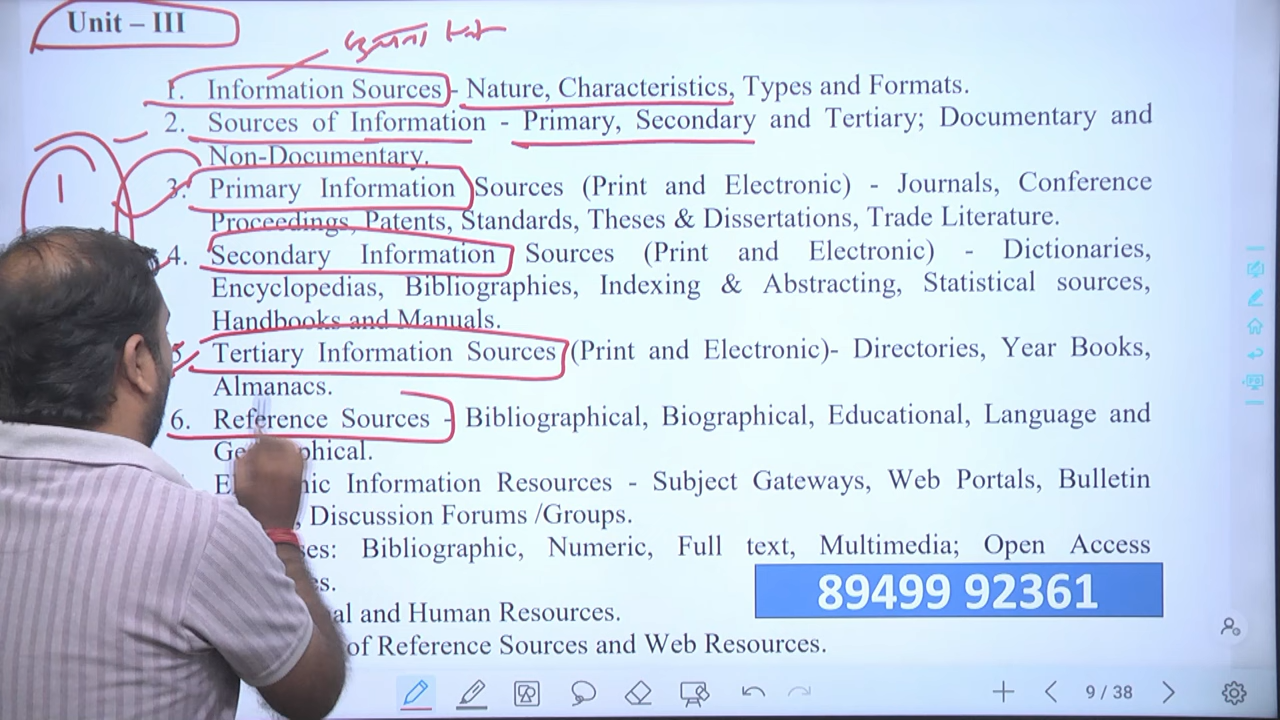 Unit – III
सूचना स्रोत
1. Information Sources - Nature, Characteristics, Types and Formats.
2. Sources of Information - Primary, Secondary and Tertiary; Documentary and
Non-Documentary.
3. Primary Information Sources (Print and Electronic) - Journals, Conference
Proceedings, Patents, Standards, Theses & Dissertations, Trade Literature.
1
4. Secondary Information Sources (Print and Electronic) - Dictionaries,
Encyclopedias, Bibliographies, Indexing & Abstracting, Statistical sources,
Handbooks and Manuals.
5 Tertiary Information Sources (Print and Electronic)- Directories, Year Books,
Almanacs.
6. Reference Sources - Bibliographical, Biographical, Educational, Language and
phical.
Information Resources - Subject Gateways, Web Portals, Bulletin
, Discussion Forums /Groups.
: Bibliographic, Numeric, Full text, Multimedia; Open Access
and Human Resources.
of Reference Sources and Web Resources.
89499 92361
9 / 38